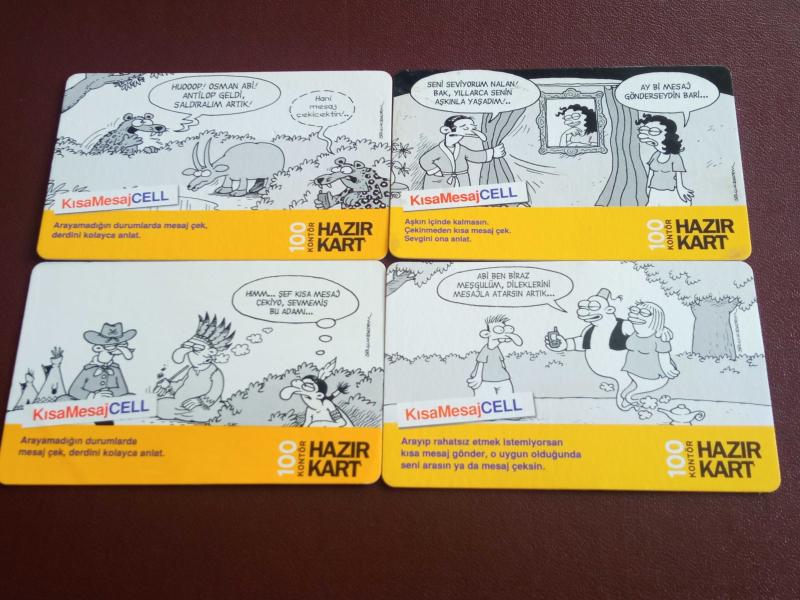 HUOOOP! OSMAN ABİ!
ANTİLOP GELDİ,
SALDIRALIM ARTIK!
Hani
mesaj
çekicektin!..
KısaMesajCELL
Arayamadığın durumlarda mesaj çek,
derdini kolayca anlat.
100
KONTÖR
HAZIR
KART
SENİ SEVİYORUM NALAN!
BAK, YILLARCA SENİN
AŞKINLA YAŞADIM!..
AY Bİ MESAJ
GÖNDERSEYDİN BARİ...
KısaMesajCELL
Aşkın içinde kalmasın.
Çekinmeden kısa mesaj çek.
Sevgini ona anlat.
100
KONTÖR
HAZIR
KART
HIMM... ŞEF KISA MESAJ
ÇEKİYO, SEVMEMİŞ
BU ADAMI...
KısaMesajCELL
Arayamadığın durumlarda
mesaj çek, derdini kolayca anlat.
100
KONTÖR
HAZIR
KART
ABİ BEN BİRAZ
MEŞGULÜM, DİLEKLERİNİ
MESAJLA ATARSIN ARTIK...
KısaMesajCELL
Arayıp rahatsız etmek istemiyorsan
kısa mesaj gönder, o uygun olduğunda
seni arasın ya da mesaj çeksin.
100
KONTÖR
HAZIR
KART